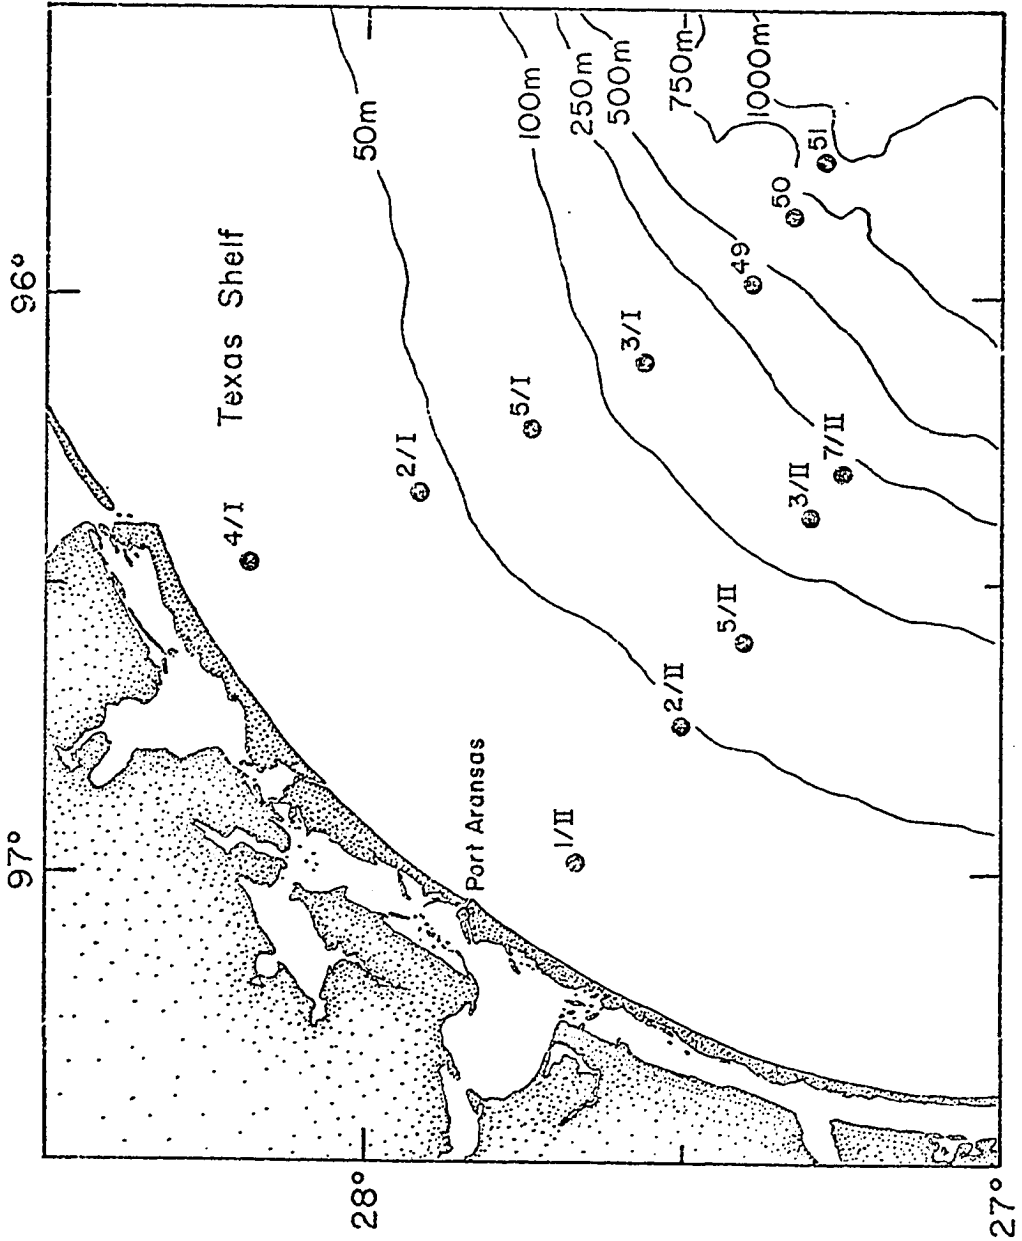 96°
97°
28°
27°
Texas Shelf
Port Aransas
50m
100m
250m
500m
750m
1000m
4/I
2/I
5/I
3/I
49
50
51
1/II
2/II
5/II
3/II
7/II